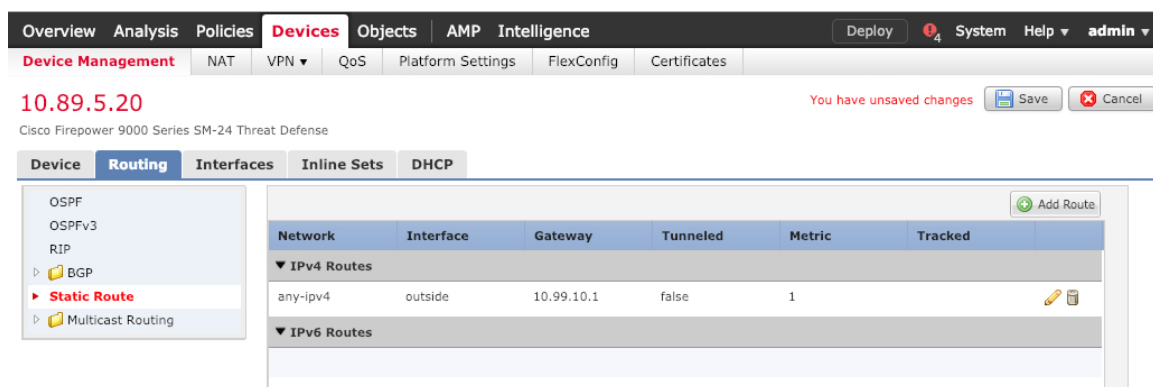 Overview Analysis Policies Devices Objects AMP Intelligence Deploy 4 System Help admin
Device Management NAT VPN QoS Platform Settings FlexConfig Certificates
10.89.5.20
You have unsaved changes Save Cancel
Cisco Firepower 9000 Series SM-24 Threat Defense
Device Routing Interfaces Inline Sets DHCP
OSPF
OSPFv3
RIP
BGP
Static Route
Multicast Routing
Add Route
Network Interface Gateway Tunneled Metric Tracked
IPv4 Routes
any-ipv4 outside 10.99.10.1 false 1
IPv6 Routes